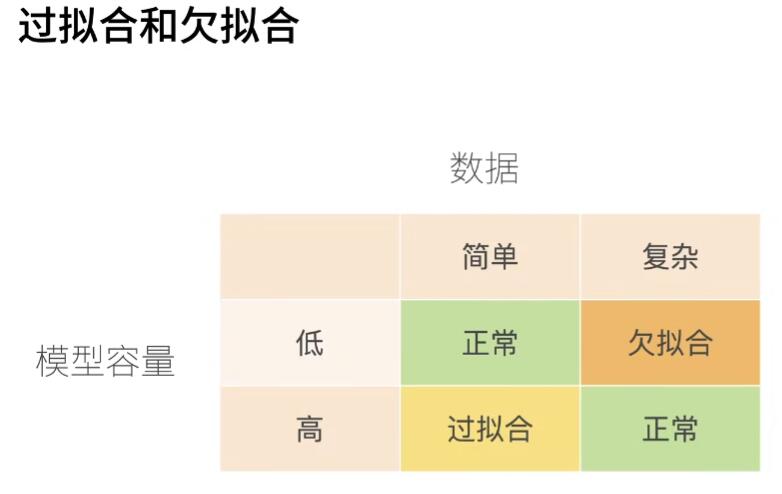 过拟合和欠拟合
数据
简单 复杂
模型容量
低 正常 欠拟合
高 过拟合 正常